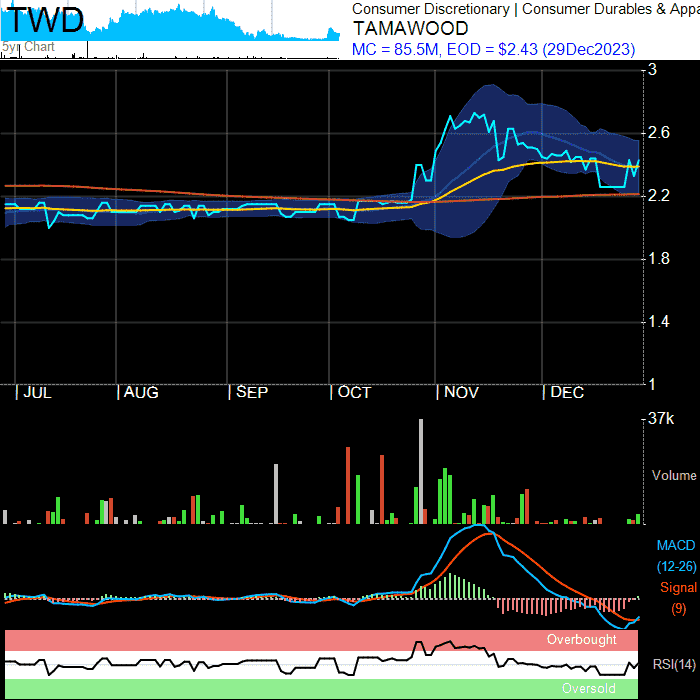 TWD
5yr Chart
Consumer Discretionary | Consumer Durables & Appa
TAMAWOOD
MC = 85.5M, EOD = $2.43 (29Dec2023)
3
2.6
2.2
1.8
1.4
1
JUL
AUG
SEP
OCT
NOV
DEC
37k
Volume
MACD
(12-26)
Signal
(9)
Overbought
RSI(14)
Oversold